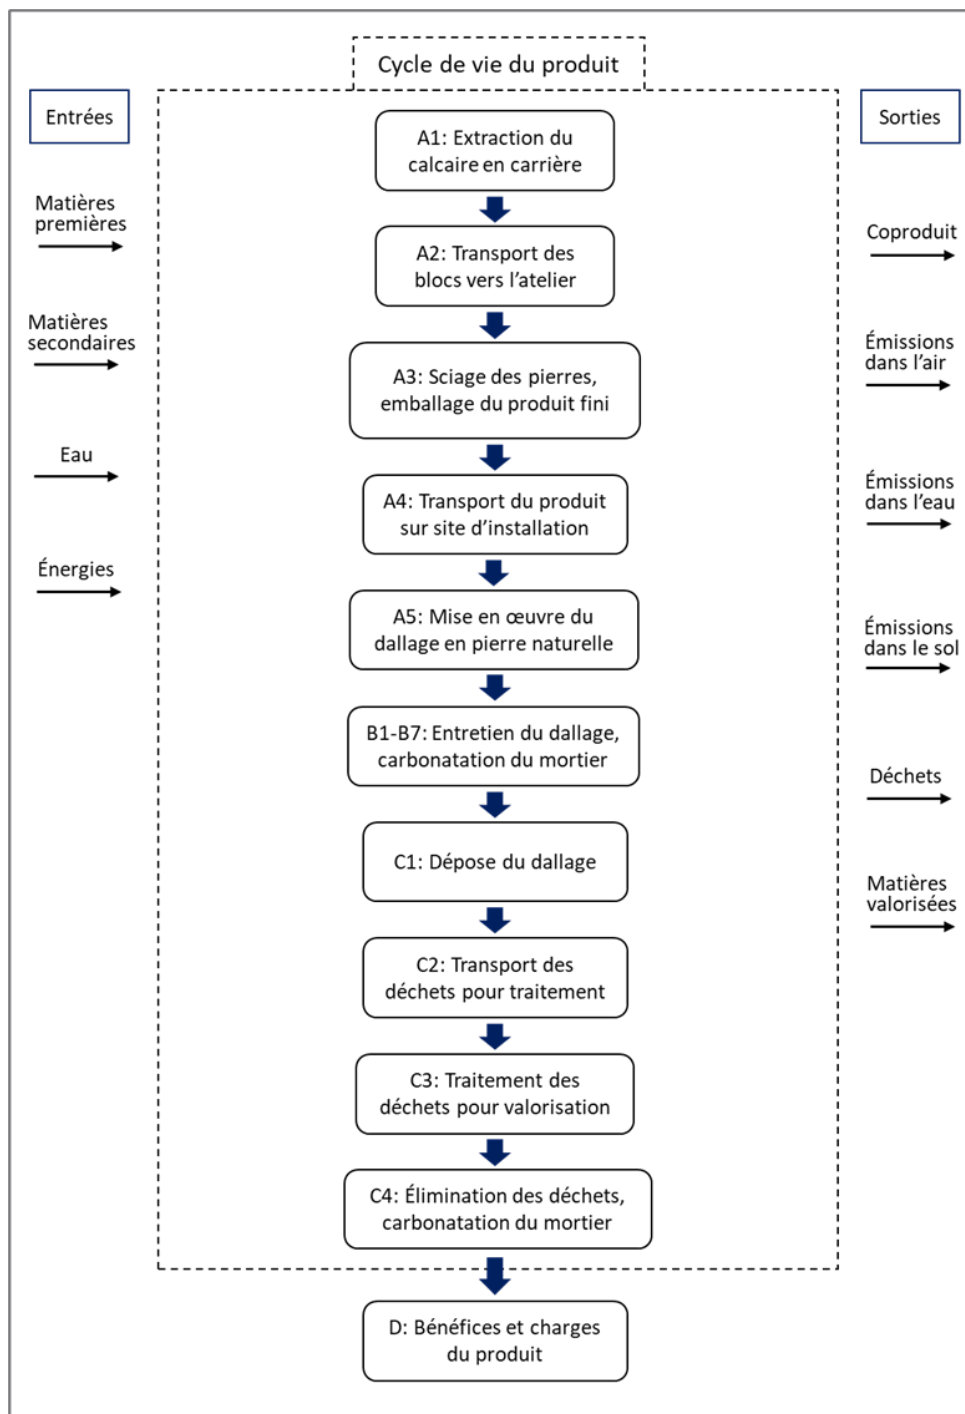 Cycle de vie du produit
Entrées
Matières
premières
Matières
secondaires
Eau
Énergies
A1: Extraction du
calcaire en carrière
A2: Transport des
blocs vers l’atelier
A3: Sciage des pierres,
emballage du produit fini
A4: Transport du produit
sur site d’installation
A5: Mise en œuvre du
dallage en pierre naturelle
B1-B7: Entretien du dallage,
carbonatation du mortier
C1: Dépose du dallage
C2: Transport des
déchets pour traitement
C3: Traitement des
déchets pour valorisation
C4: Élimination des déchets,
carbonatation du mortier
D: Bénéfices et charges
du produit
Sorties
Coproduit
Émissions
dans l’air
Émissions
dans l’eau
Émissions
dans le sol
Déchets
Matières
valorisées